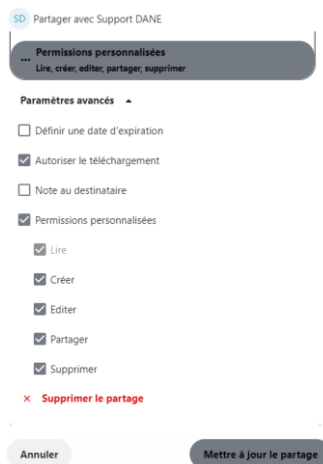 SD Partager avec Support DANE
Permissions personnalisées
Lire, créer, editer, partager, supprimer
Paramètres avancés
Définir une date d'expiration
Autoriser le téléchargement
Note au destinataire
Permissions personnalisées
Lire
Créer
Editer
Partager
Supprimer
Supprimer le partage
Annuler
Mettre à jour le partage